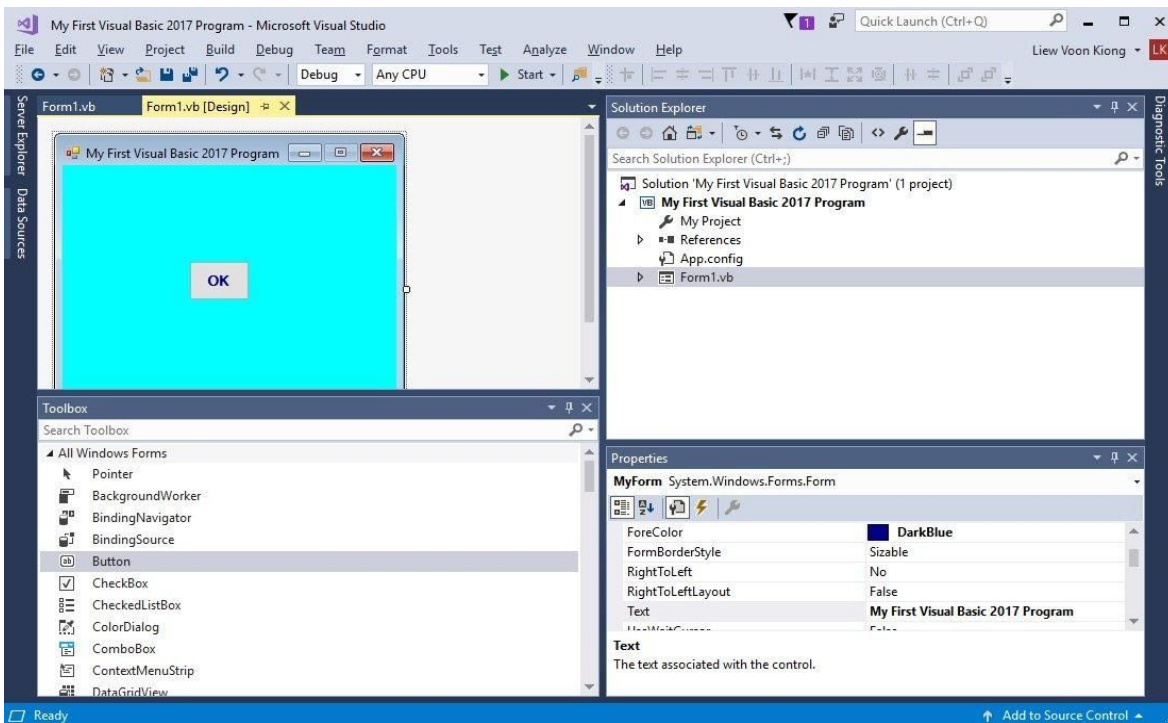 My First Visual Basic 2017 Program - Microsoft Visual Studio
1
Quick Launch (Ctrl+Q)
File Edit View Project Build Debug Team Format Tools Test Analyze Window Help
Liew Voon Kiong
LK
Debug Any CPU Start
Server Explorer
Data Sources
Form1.vb Form1.vb [Design]
My First Visual Basic 2017 Program
OK
Toolbox
Search Toolbox
All Windows Forms
Pointer
BackgroundWorker
BindingNavigator
BindingSource
Button
CheckBox
CheckedListBox
ColorDialog
ComboBox
ContextMenuStrip
DataGridView
Solution Explorer
Search Solution Explorer (Ctrl+;)
Solution 'My First Visual Basic 2017 Program' (1 project)
VB My First Visual Basic 2017 Program
My Project
References
App.config
Form1.vb
Properties
MyForm System.Windows.Forms.Form
ForeColor DarkBlue
FormBorderStyle Sizable
RightToLeft No
RightToLeftLayout False
Text My First Visual Basic 2017 Program
Text
The text associated with the control.
Diagnostic Tools
Ready
Add to Source Control